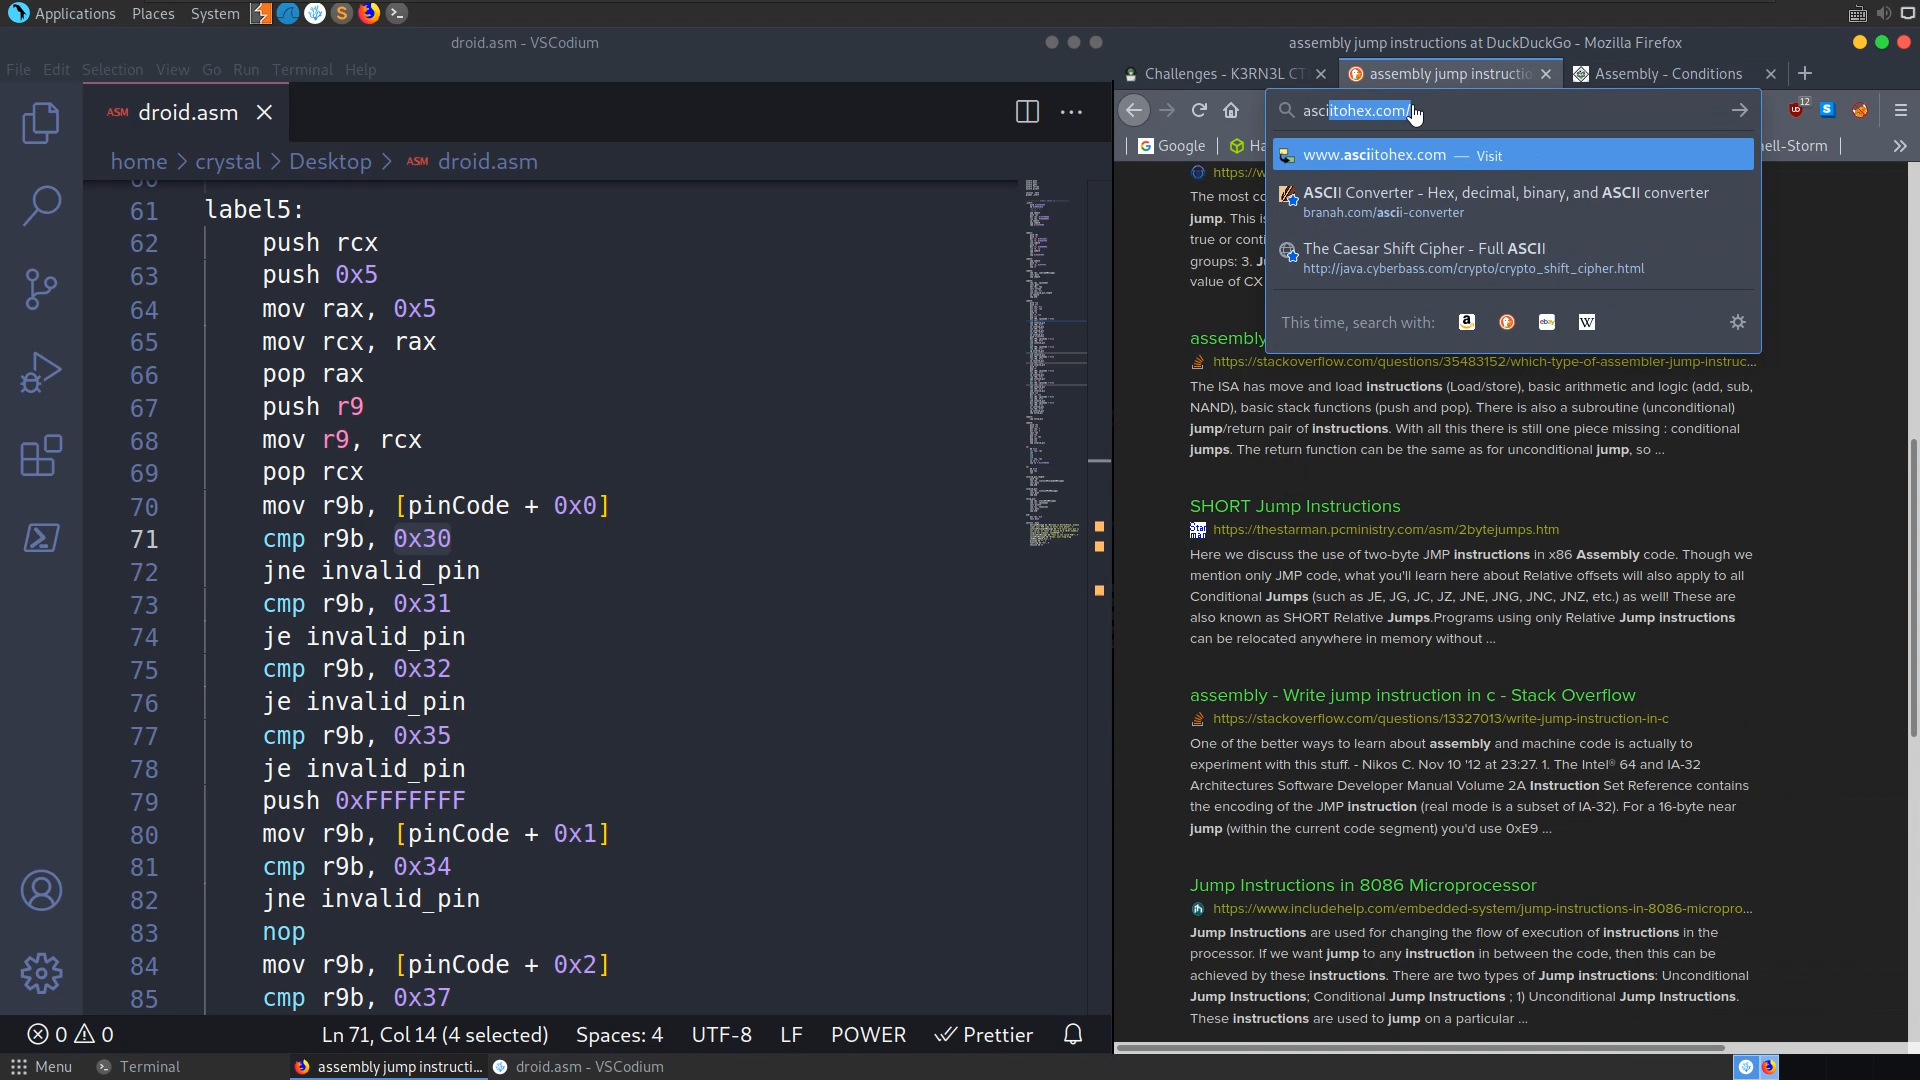 Applications Places System
droid.asm - VSCodium
File Edit Selection View Go Run Terminal Help
ASM droid.asm
home > crystal > Desktop > ASM droid.asm
61 label5:
62 push rcx
63 push 0x5
64 mov rax, 0x5
65 mov rcx, rax
66 pop rax
67 push r9
68 mov r9, rcx
69 pop rcx
70 mov r9b, [pinCode + 0x0]
71 cmp r9b, 0x30
72 jne invalid_pin
73 cmp r9b, 0x31
74 je invalid_pin
75 cmp r9b, 0x32
76 je invalid_pin
77 cmp r9b, 0x35
78 je invalid_pin
79 push 0xFFFFFFF
80 mov r9b, [pinCode + 0x1]
81 cmp r9b, 0x34
82 jne invalid_pin
83 nop
84 mov r9b, [pinCode + 0x2]
85 cmp r9b, 0x37
0 0 Ln 71, Col 14 (4 selected) Spaces: 4 UTF-8 LF POWER Prettier
assembly jump instructions at DuckDuckGo - Mozilla Firefox
Challenges - K3RN3L CT assembly jump instructio Assembly - Conditions
asciitohex.com/
12
Google Ha ell-Storm
www.asciitohex.com — Visit
ASCII Converter - Hex, decimal, binary, and ASCII converter
branah.com/ascii-converter
The Caesar Shift Cipher - Full ASCII
http://java.cyberbass.com/crypto/crypto_shift_cipher.html
This time, search with:
https://w
The most co
jump. This is
true or conti
groups: 3. Ju
value of CX
assembly
https://stackoverflow.com/questions/35483152/which-type-of-assembler-jump-instruc...
The ISA has move and load instructions (Load/store), basic arithmetic and logic (add, sub,
NAND), basic stack functions (push and pop). There is also a subroutine (unconditional)
jump/return pair of instructions. With all this there is still one piece missing : conditional
jumps. The return function can be the same as for unconditional jump, so ...
SHORT Jump Instructions
https://thestarman.pcministry.com/asm/2bytejumps.htm
Here we discuss the use of two-byte JMP instructions in x86 Assembly code. Though we
mention only JMP code, what you'll learn here about Relative offsets will also apply to all
Conditional Jumps (such as JE, JG, JC, JZ, JNE, JNG, JNC, JNZ, etc.) as well! These are
also known as SHORT Relative Jumps.Programs using only Relative Jump instructions
can be relocated anywhere in memory without ...
assembly - Write jump instruction in c - Stack Overflow
https://stackoverflow.com/questions/13327013/write-jump-instruction-in-c
One of the better ways to learn about assembly and machine code is actually to
experiment with this stuff. - Nikos C. Nov 10 '12 at 23:27. 1. The Intel® 64 and IA-32
Architectures Software Developer Manual Volume 2A Instruction Set Reference contains
the encoding of the JMP instruction (real mode is a subset of IA-32). For a 16-byte near
jump (within the current code segment) you'd use 0xE9 ...
Jump Instructions in 8086 Microprocessor
https://www.includehelp.com/embedded-system/jump-instructions-in-8086-micropro...
Jump Instructions are used for changing the flow of execution of instructions in the
processor. If we want jump to any instruction in between the code, then this can be
achieved by these instructions. There are two types of Jump instructions: Unconditional
Jump Instructions; Conditional Jump Instructions ; 1) Unconditional Jump Instructions.
These instructions are used to jump on a particular ...
Menu Terminal assembly jump instructi... droid.asm - VSCodium